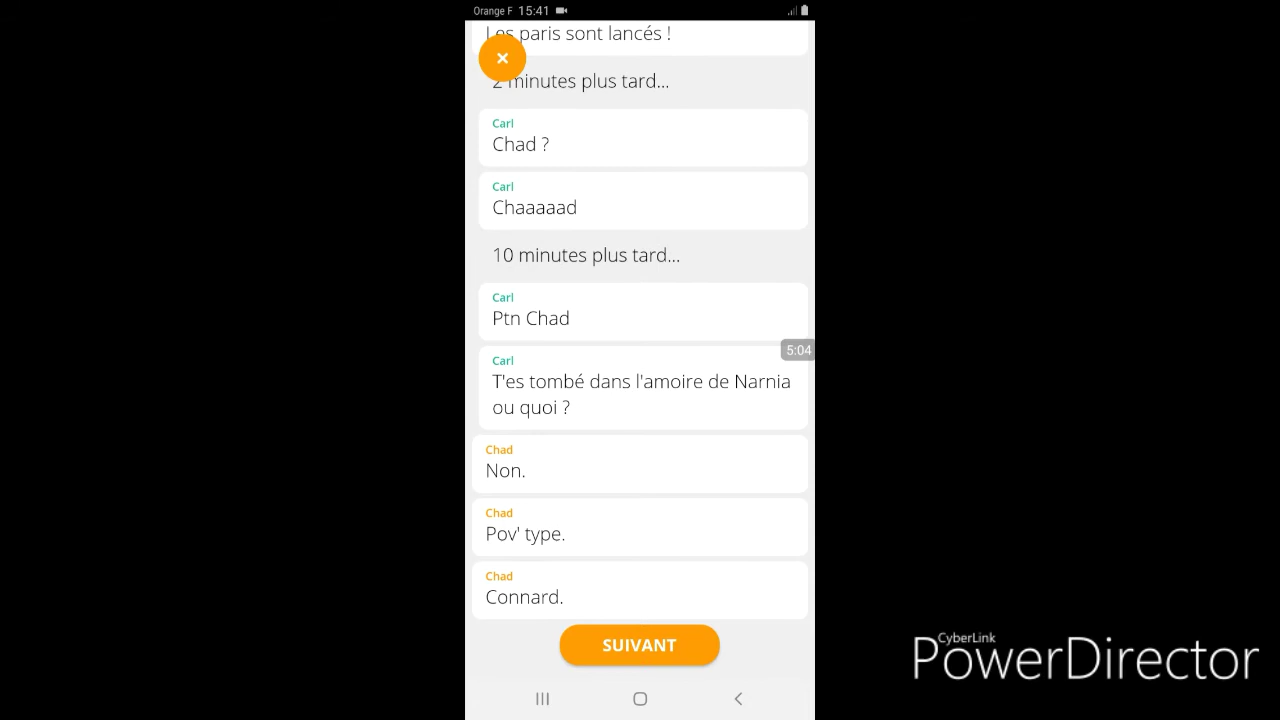 Orange F 15:41
Les paris sont lancés !
×
2 minutes plus tard...
Carl
Chad ?
Carl
Chaaaaad
10 minutes plus tard...
Carl
Ptn Chad
5:04
Carl
T'es tombé dans l'amoire de Narnia
ou quoi ?
Chad
Non.
Chad
Pov' type.
Chad
Connard.
SUIVANT
CyberLink
PowerDirector